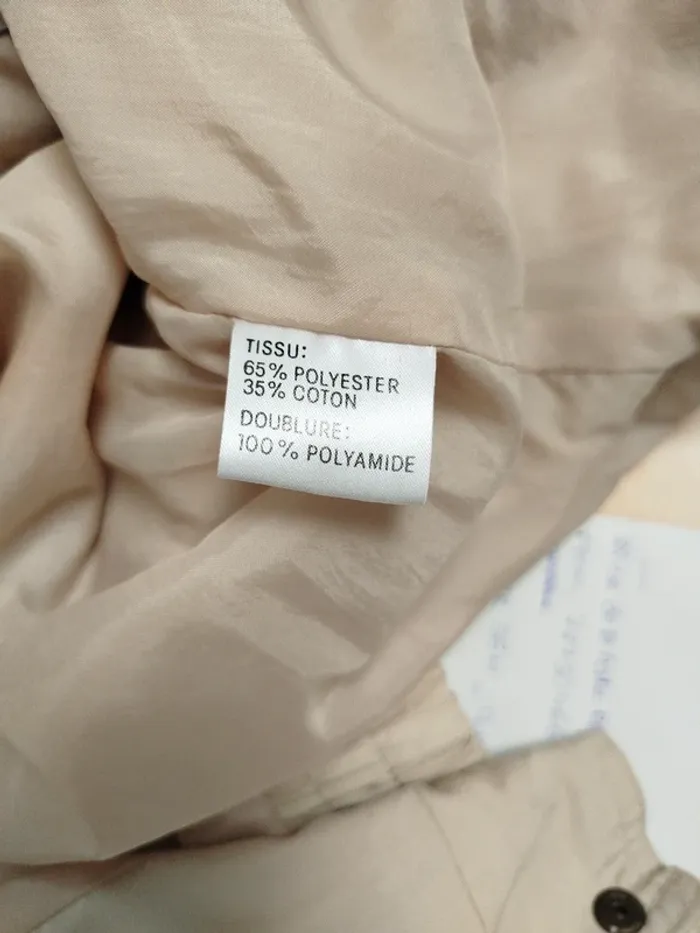 TISSU:
65% POLYESTER
35% COTON
DOUBLURE:
100% POLYAMIDE